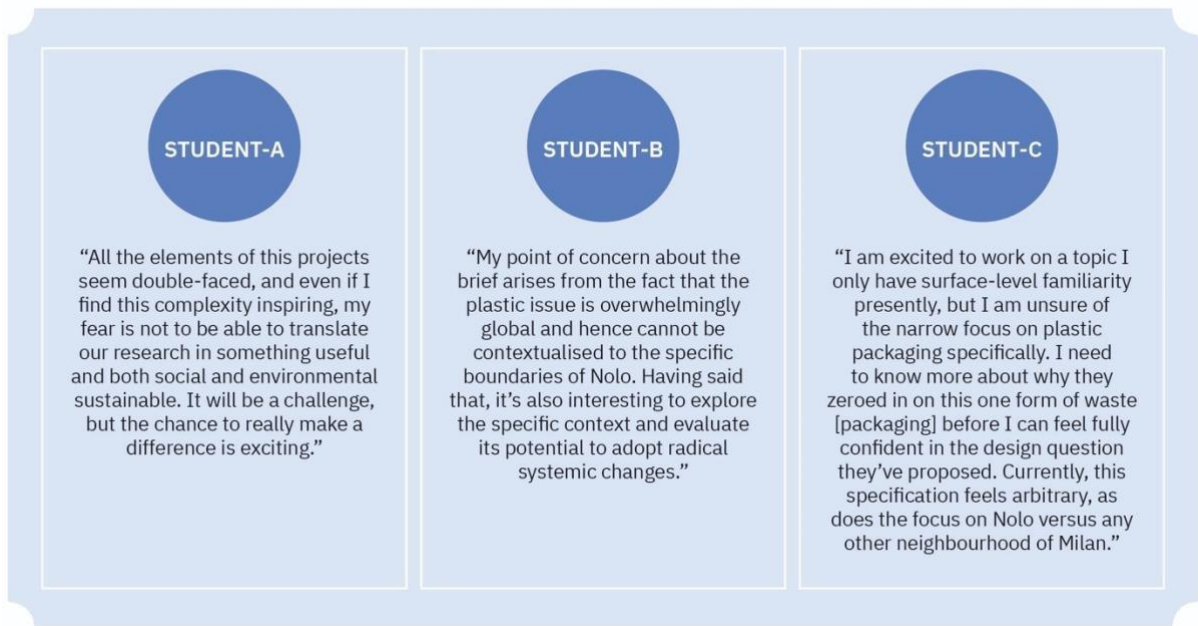 STUDENT-A
“All the elements of this projects
seem double-faced, and even if I
find this complexity inspiring, my
fear is not to be able to translate
our research in something useful
and both social and environmental
sustainable. It will be a challenge,
but the chance to really make a
difference is exciting.”
STUDENT-B
“My point of concern about the
brief arises from the fact that the
plastic issue is overwhelmingly
global and hence cannot be
contextualised to the specific
boundaries of Nolo. Having said
that, it’s also interesting to explore
the specific context and evaluate
its potential to adopt radical
systemic changes.”
STUDENT-C
“I am excited to work on a topic I
only have surface-level familiarity
presently, but I am unsure of
the narrow focus on plastic
packaging specifically. I need
to know more about why they
zeroed in on this one form of waste
[packaging] before I can feel fully
confident in the design question
they’ve proposed. Currently, this
specification feels arbitrary, as
does the focus on Nolo versus any
other neighbourhood of Milan.”